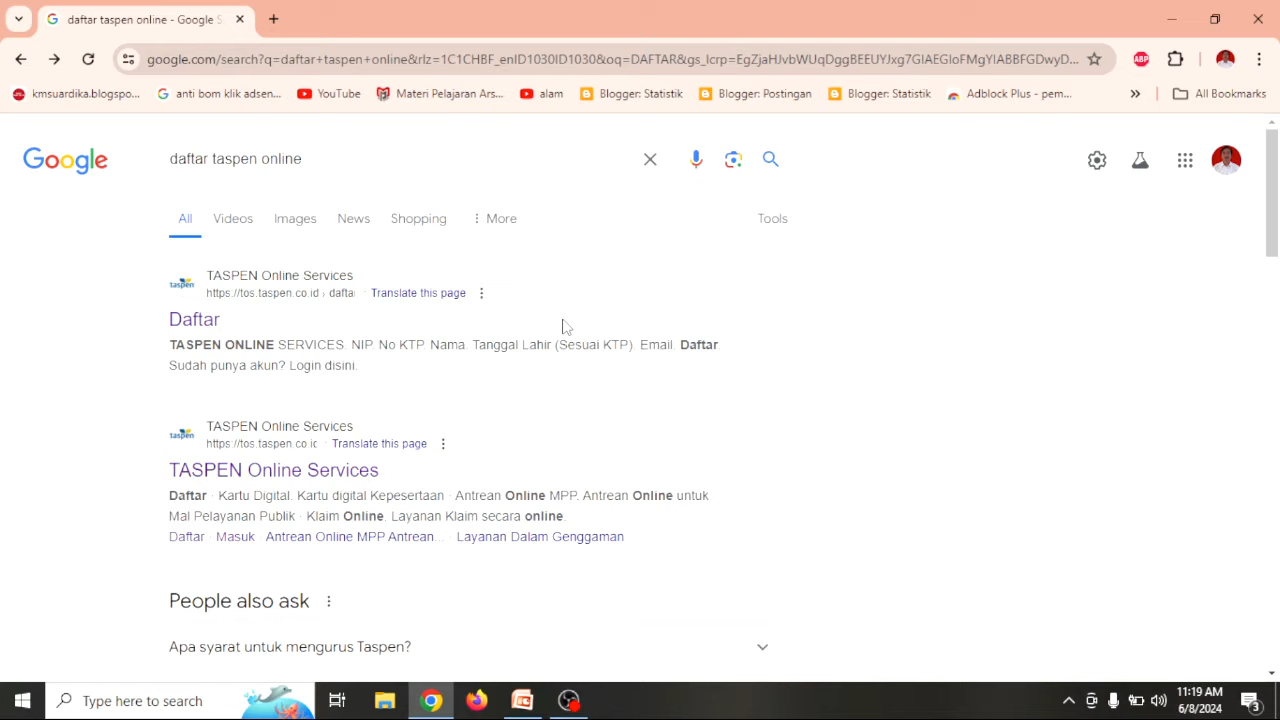 daftar taspen online - Google S
google.com/search?q=daftar+taspen+online&rlz=1C1CHBF_enID1030ID1030&oq=DAFTAR&gs_lcrp=
kmsuardika.blogspo...
anti bom klik adsen...
YouTube
Materi Pelajaran Ars...
alam
Blogger: Statistik
Blogger: Postingan
Blogger: Statistik
Adblock Plus - pem...
All Bookmarks
Google
daftar taspen online
All
Videos
Images
News
Shopping
More
Tools
taspen
TASPEN Online Services
https://tos.taspen.co.id › dafta
Translate this page
Daftar
TASPEN ONLINE SERVICES. NIP. No KTP. Nama. Tanggal Lahir (Sesuai KTP). Email. Daftar
Sudah punya akun? Login disini.
taspen
TASPEN Online Services
https://tos.taspen.co.id
Translate this page
TASPEN Online Services
Daftar · Kartu Digital. Kartu digital Kepesertaan · Antrean Online MPP. Antrean Online untuk
Mal Pelayanan Publik · Klaim Online. Layanan Klaim secara online.
Daftar · Masuk · Antrean Online MPP Antrean... · Layanan Dalam Genggaman
People also ask
Apa syarat untuk mengurus Taspen?
Type here to search
11:19 AM
6/8/2024
3